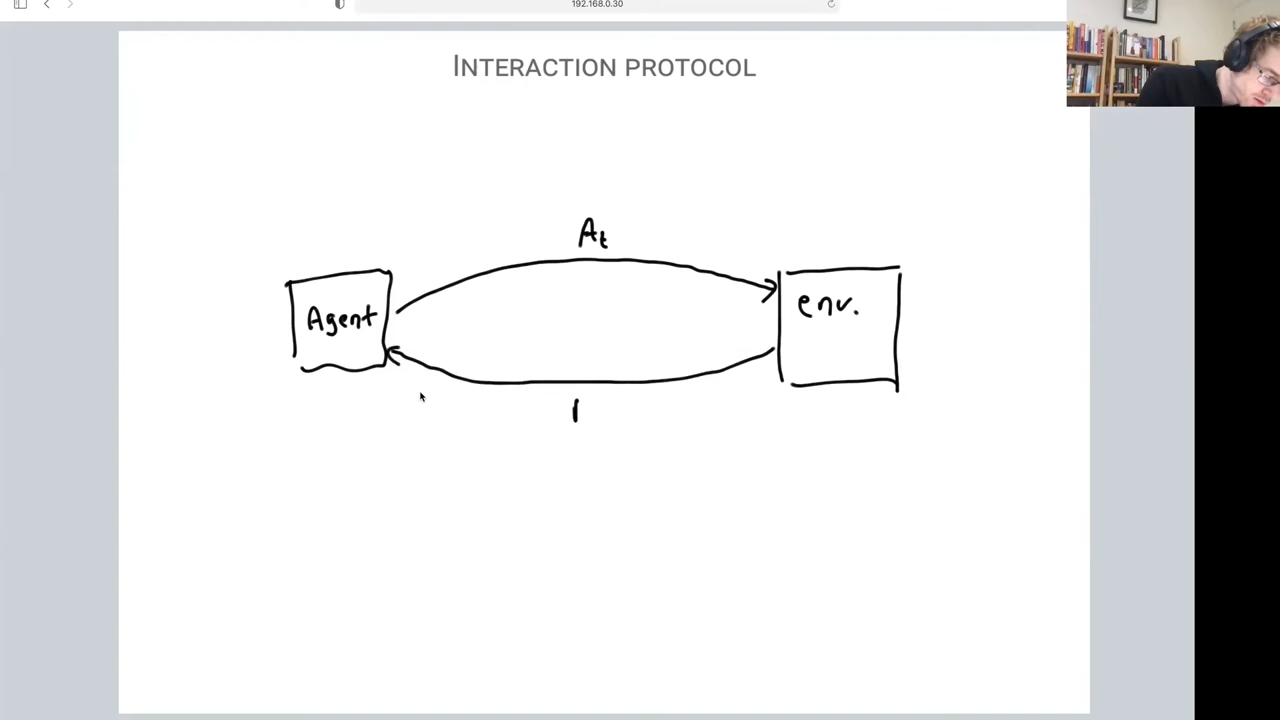 192.168.0.30
INTERACTION PROTOCOL
At
Agent
env.